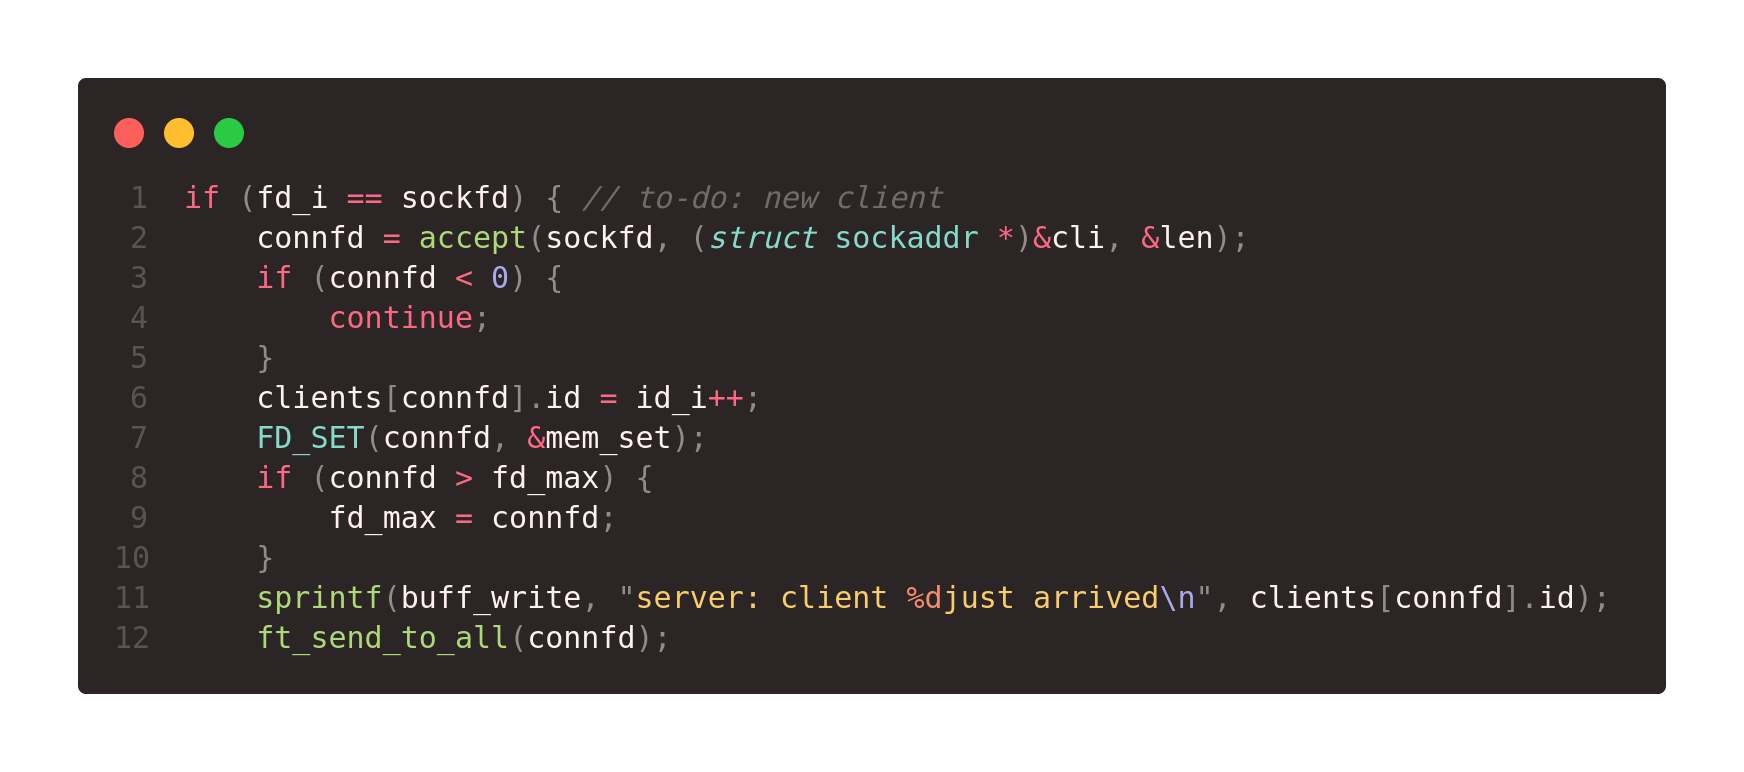 1 if (fd_i == sockfd) { // to-do: new client
2     connfd = accept(sockfd, (struct sockaddr *)&cli, &len);
3     if (connfd < 0) {
4         continue;
5     }
6     clients[connfd].id = id_i++;
7     FD_SET(connfd, &mem_set);
8     if (connfd > fd_max) {
9         fd_max = connfd;
10     }
11     sprintf(buff_write, "server: client %djust arrived\n", clients[connfd].id);
12     ft_send_to_all(connfd);